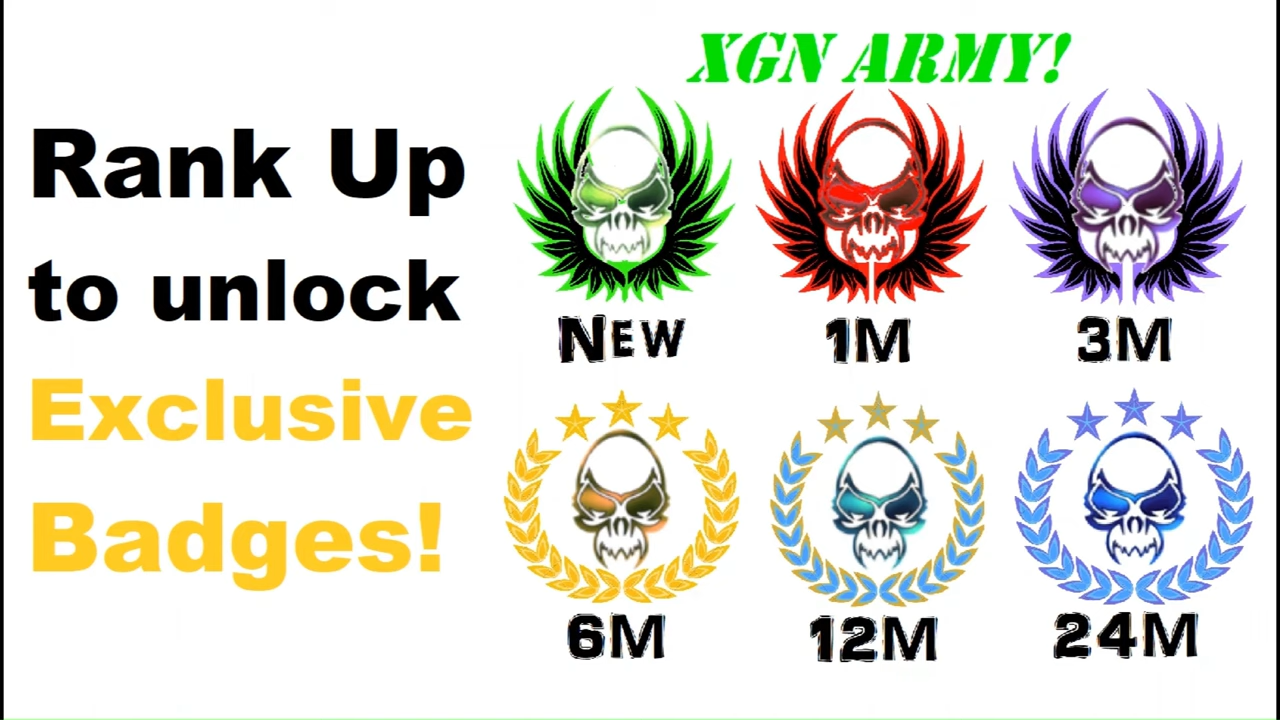 Rank Up
to unlock
Exclusive
Badges!
XGN ARMY!
NEW
1M
3M
6M
12M
24M